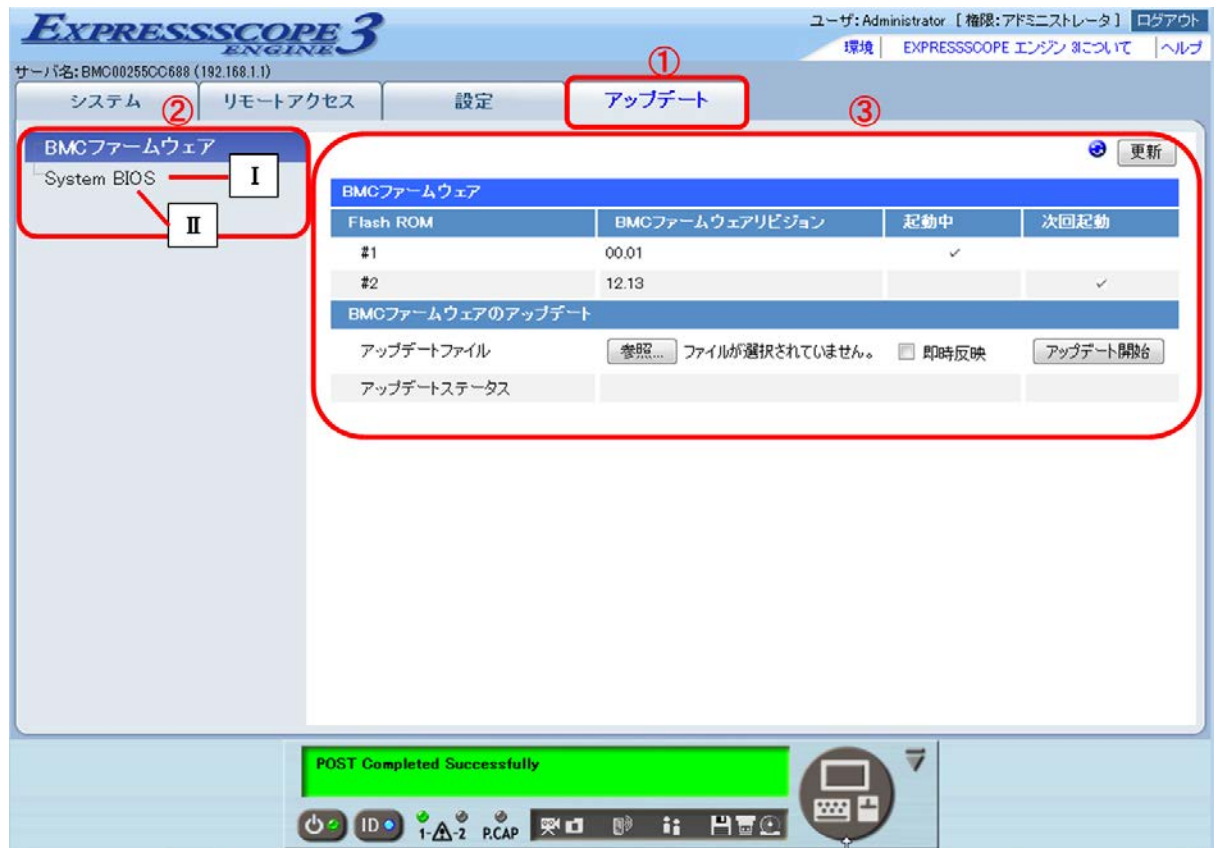 EXPRESSSCOPE 3
ENGINE
ユーザ:Administrator [権限:アドミニストレータ] ログアウト
環境 EXPRESSSCOPE エンジン 3について ヘルプ
サーバ名:BMC00255CC688 (192.168.1.1)
①
システム リモートアクセス 設定 アップデート
② ③
BMCファームウェア
更新
System BIOS I
II
BMCファームウェア
Flash ROM BMCファームウェアリビジョン 起動中 次回起動
#1 00.01 ✓
#2 12.13 ✓
BMCファームウェアのアップデート
アップデートファイル 参照... ファイルが選択されていません。 即時反映 アップデート開始
アップデートステータス
POST Completed Successfully
ID 1-2 P.CAP